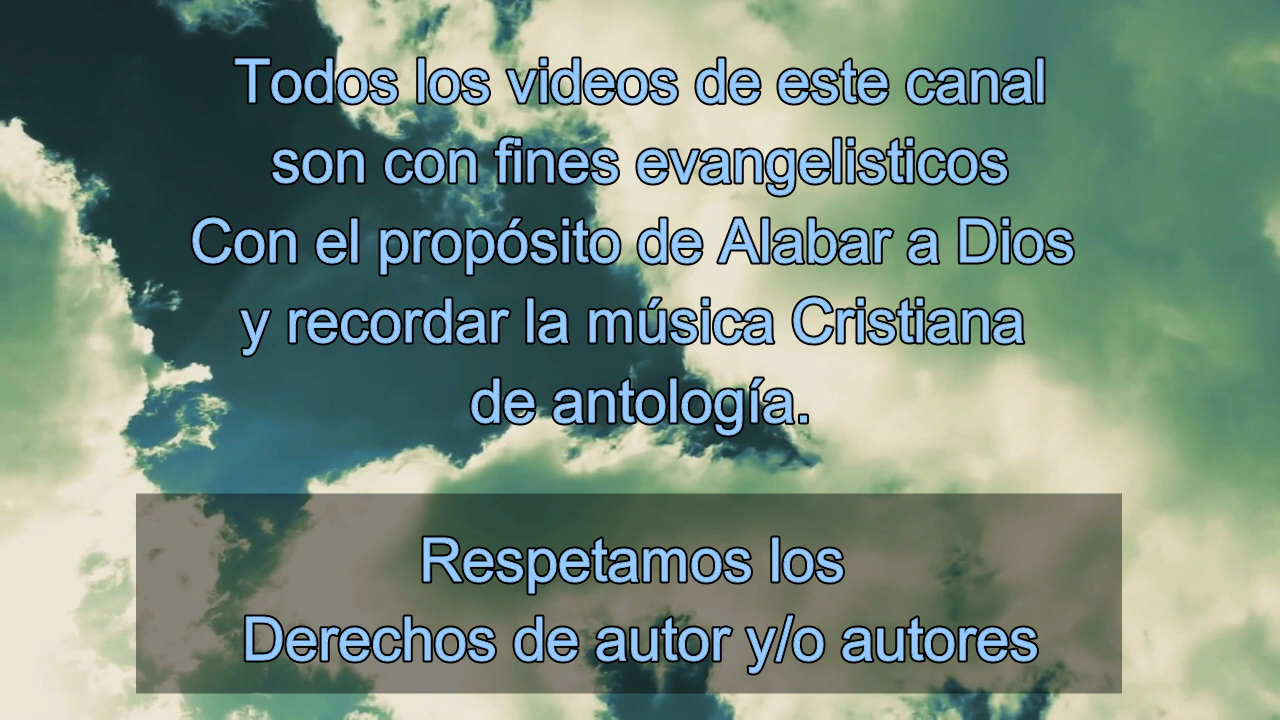 Todos los videos de este canal
son con fines evangelisticos
Con el propósito de Alabar a Dios
y recordar la música Cristiana
de antología.
Respetamos los
Derechos de autor y/o autores